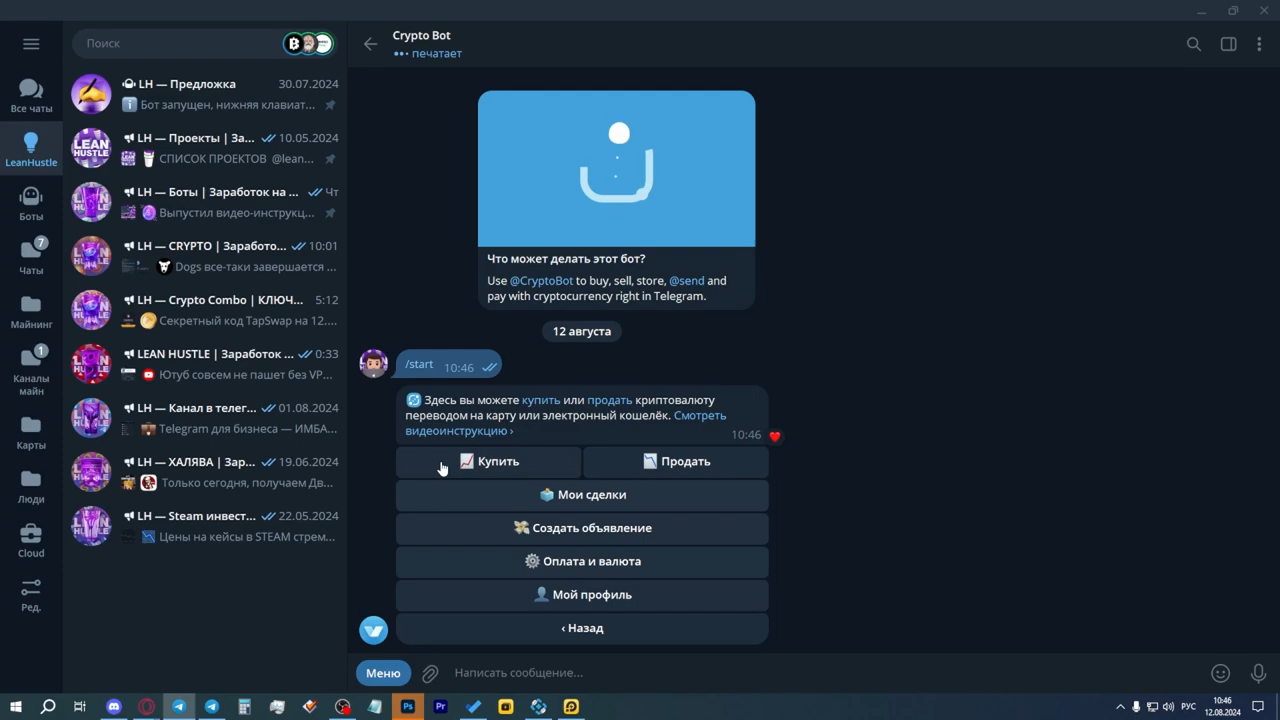 Поиск
Все чаты
LeanHustle
Боты
7
Чаты
Майнинг
1
Каналы
майн
Карты
Люди
Cloud
Ред.
LH — Предложка 30.07.2024
Бот запущен, нижняя клавиат...
LH — Проекты | За... 10.05.2024
СПИСОК ПРОЕКТОВ @lean...
LH — Боты | Заработок на ... Чт
Выпустил видео-инструкц...
LH — CRYPTO | Заработо... 10:01
Dogs все-таки завершается ...
LH — Crypto Combo | КЛЮЧ... 5:12
Секретный код TapSwap на 12....
LEAN HUSTLE | Заработок ... 0:33
Ютуб совсем не пашет без VP...
LH — Канал в телег... 01.08.2024
Telegram для бизнеса — ИМБА...
LH — ХАЛЯВА | Зар... 19.06.2024
Только сегодня, получаем Дв...
LH — Steam инвест... 22.05.2024
Цены на кейсы в STEAM стрем...
LEAN
HUSTLE
Crypto Bot
печатает
Что может делать этот бот?
Use @CryptoBot to buy, sell, store, @send and
pay with cryptocurrency right in Telegram.
12 августа
/start 10:46
Здесь вы можете купить или продать криптовалюту
переводом на карту или электронный кошелёк. Смотреть
видеоинструкцию ›
10:46
Купить
Продать
Мои сделки
Создать объявление
Оплата и валюта
Мой профиль
‹ Назад
Меню
Написать сообщение...
Ps
Pr
РУС
10:46
12.08.2024